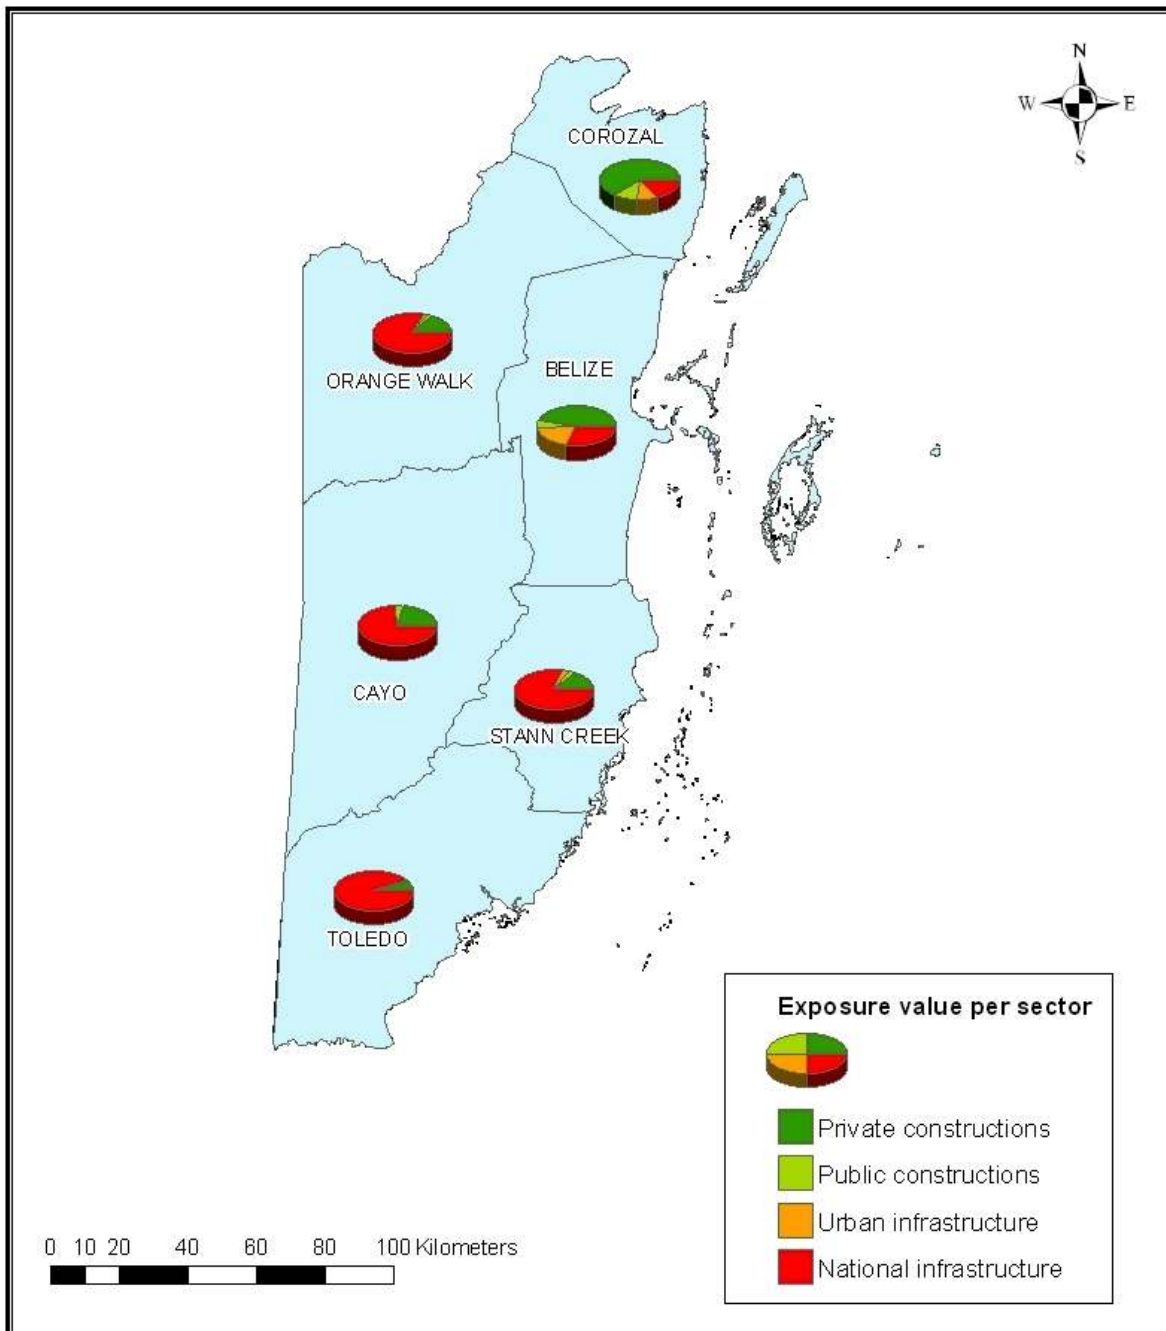 N
W E
S
COROZAL
ORANGE WALK
BELIZE
CAYO
STANN CREEK
TOLEDO
Exposure value per sector
Private constructions
Public constructions
Urban infrastructure
National infrastructure
0 10 20 40 60 80 100 Kilometers